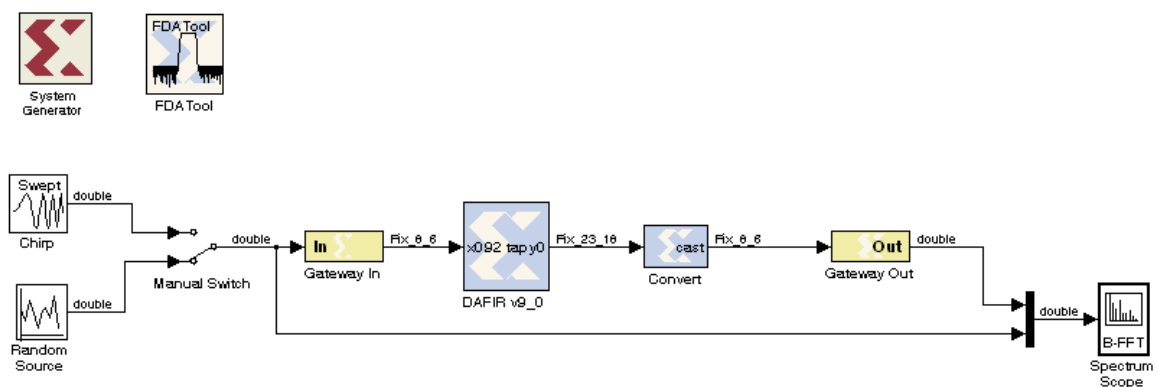 FDATool
System
Generator
FDATool
Swept
double
Chirp
Manual Switch
double
In
Gateway In
Fix_8_6
x092 tapy0
DAFIR v9_0
Fix_23_16
cast
Convert
Fix_8_6
Out
Gateway Out
double
double
Random
Source
double
B-FFT
Spectrum
Scope